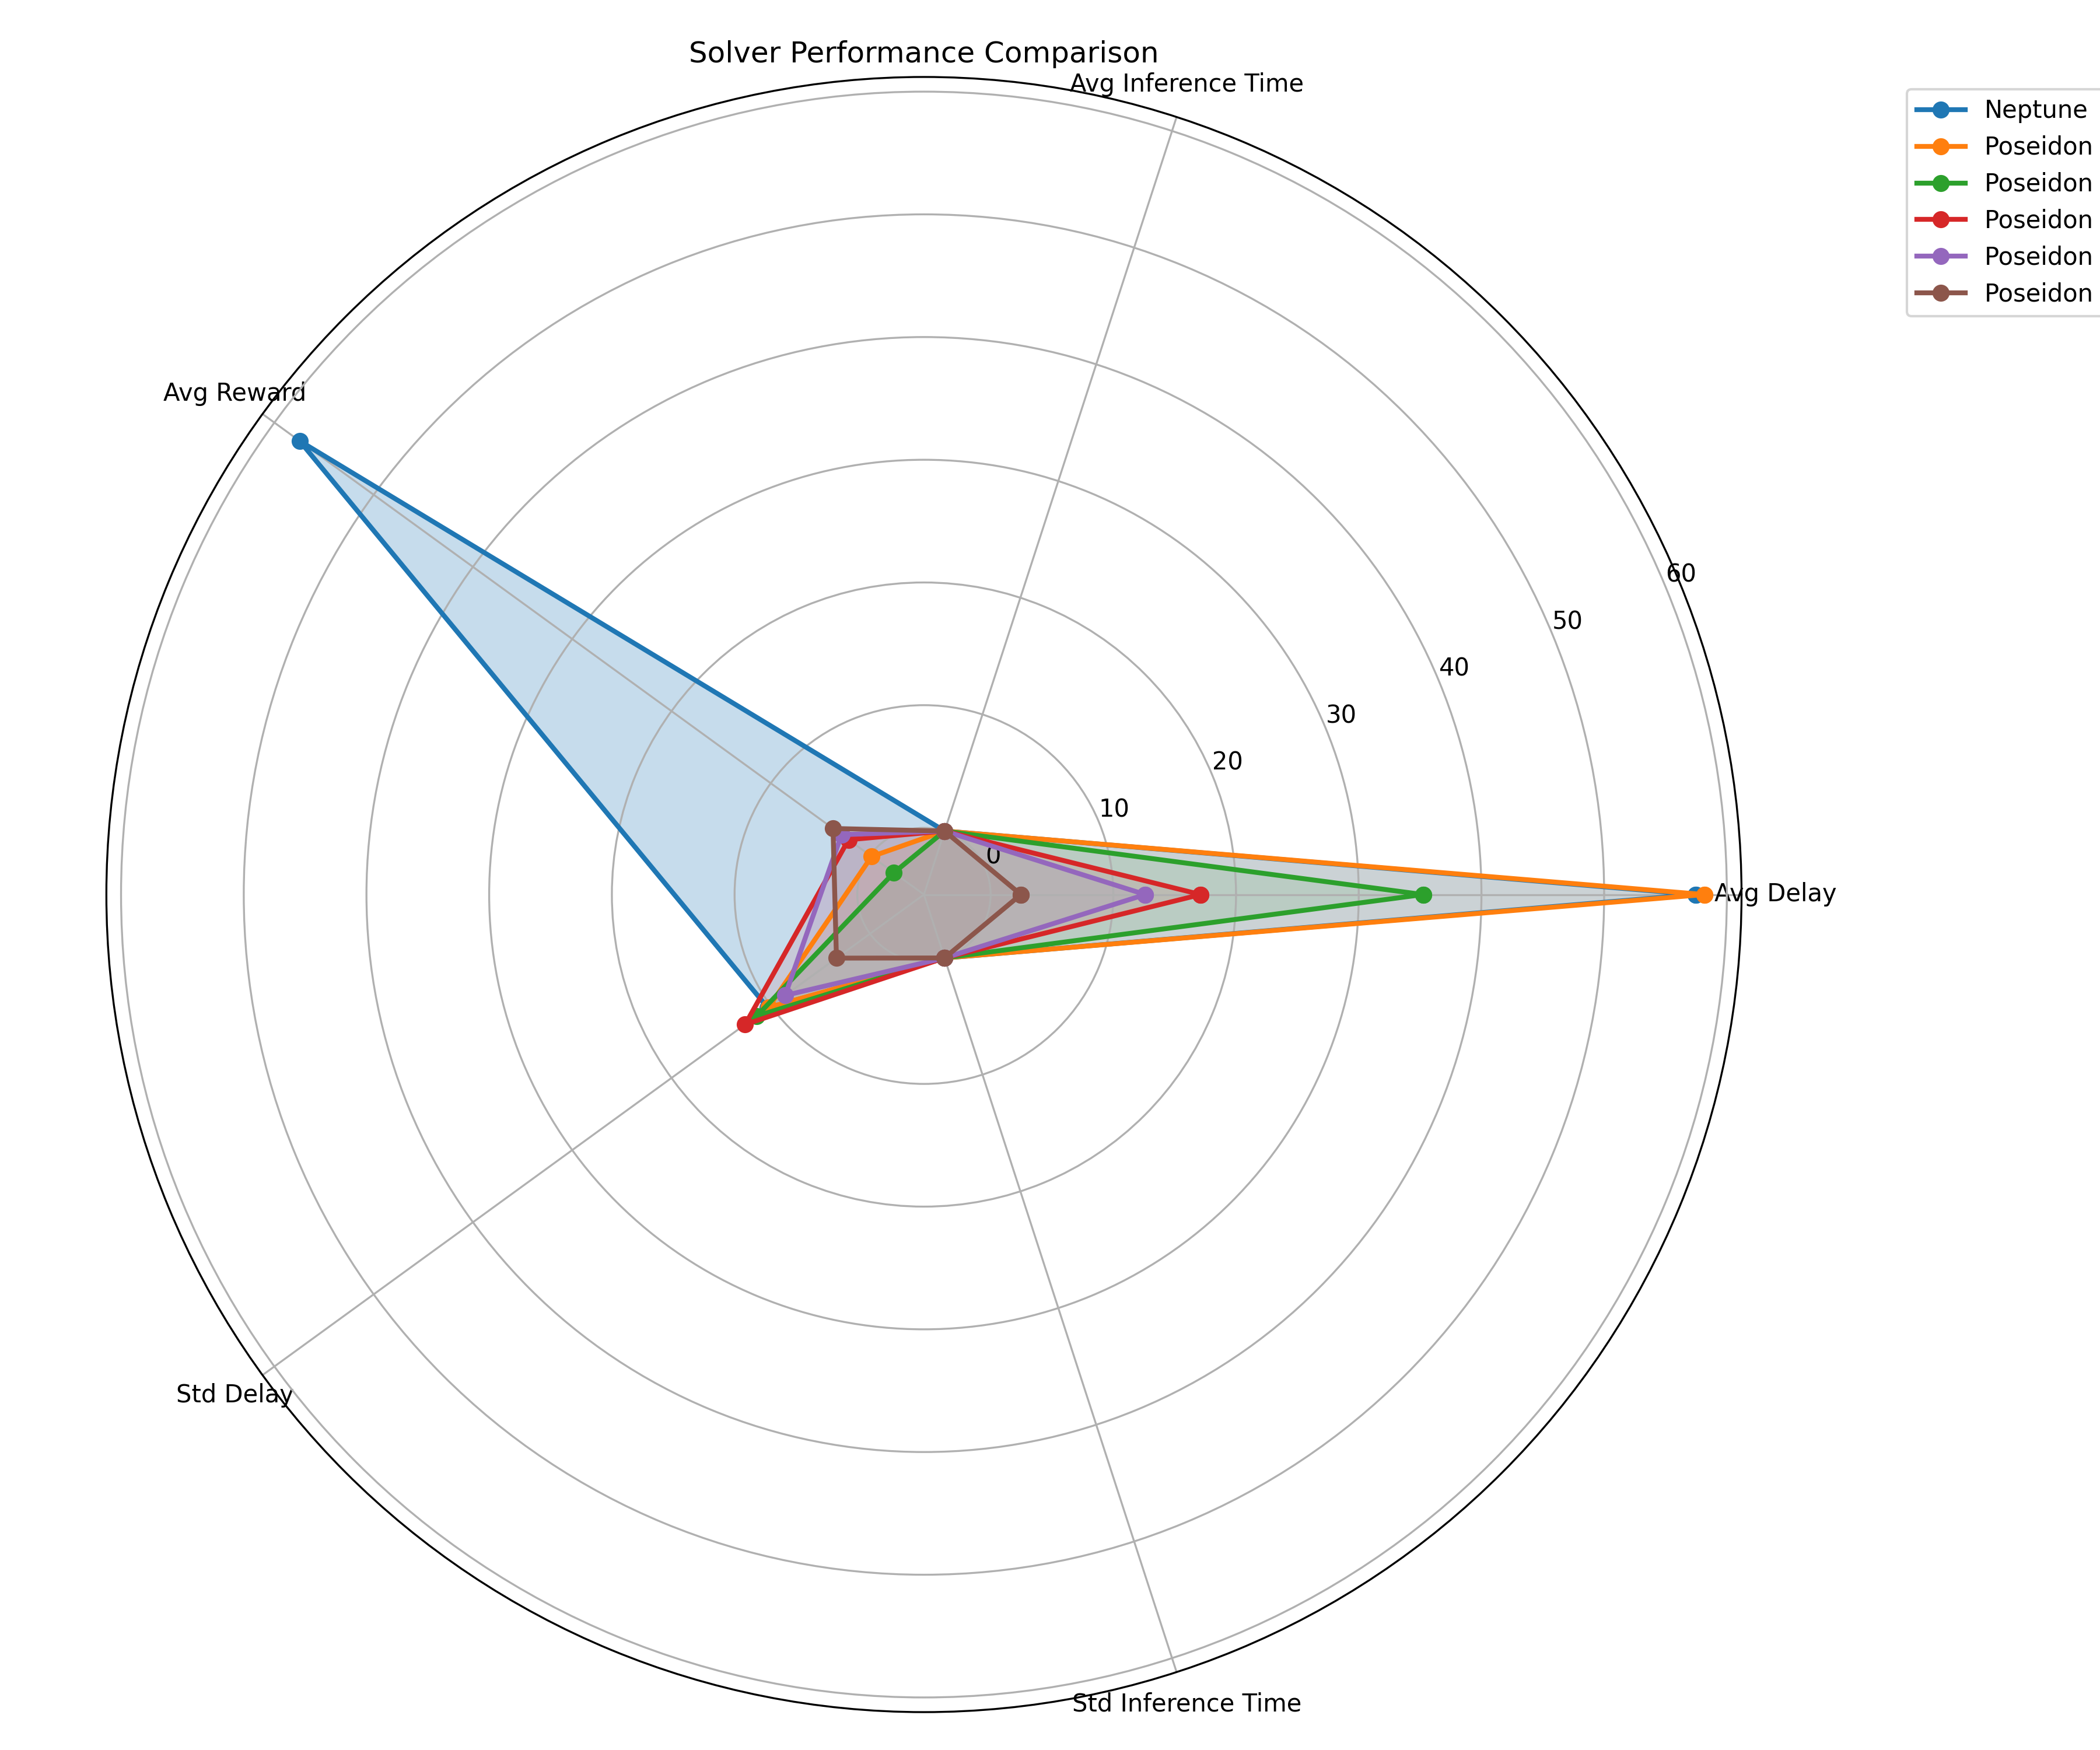 Solver Performance Comparison
Avg Inference Time
Neptune
Poseidon
Poseidon
Poseidon
Poseidon
Poseidon
Avg Reward
60
50
40
30
20
10
0
Avg Delay
Std Delay
Std Inference Time